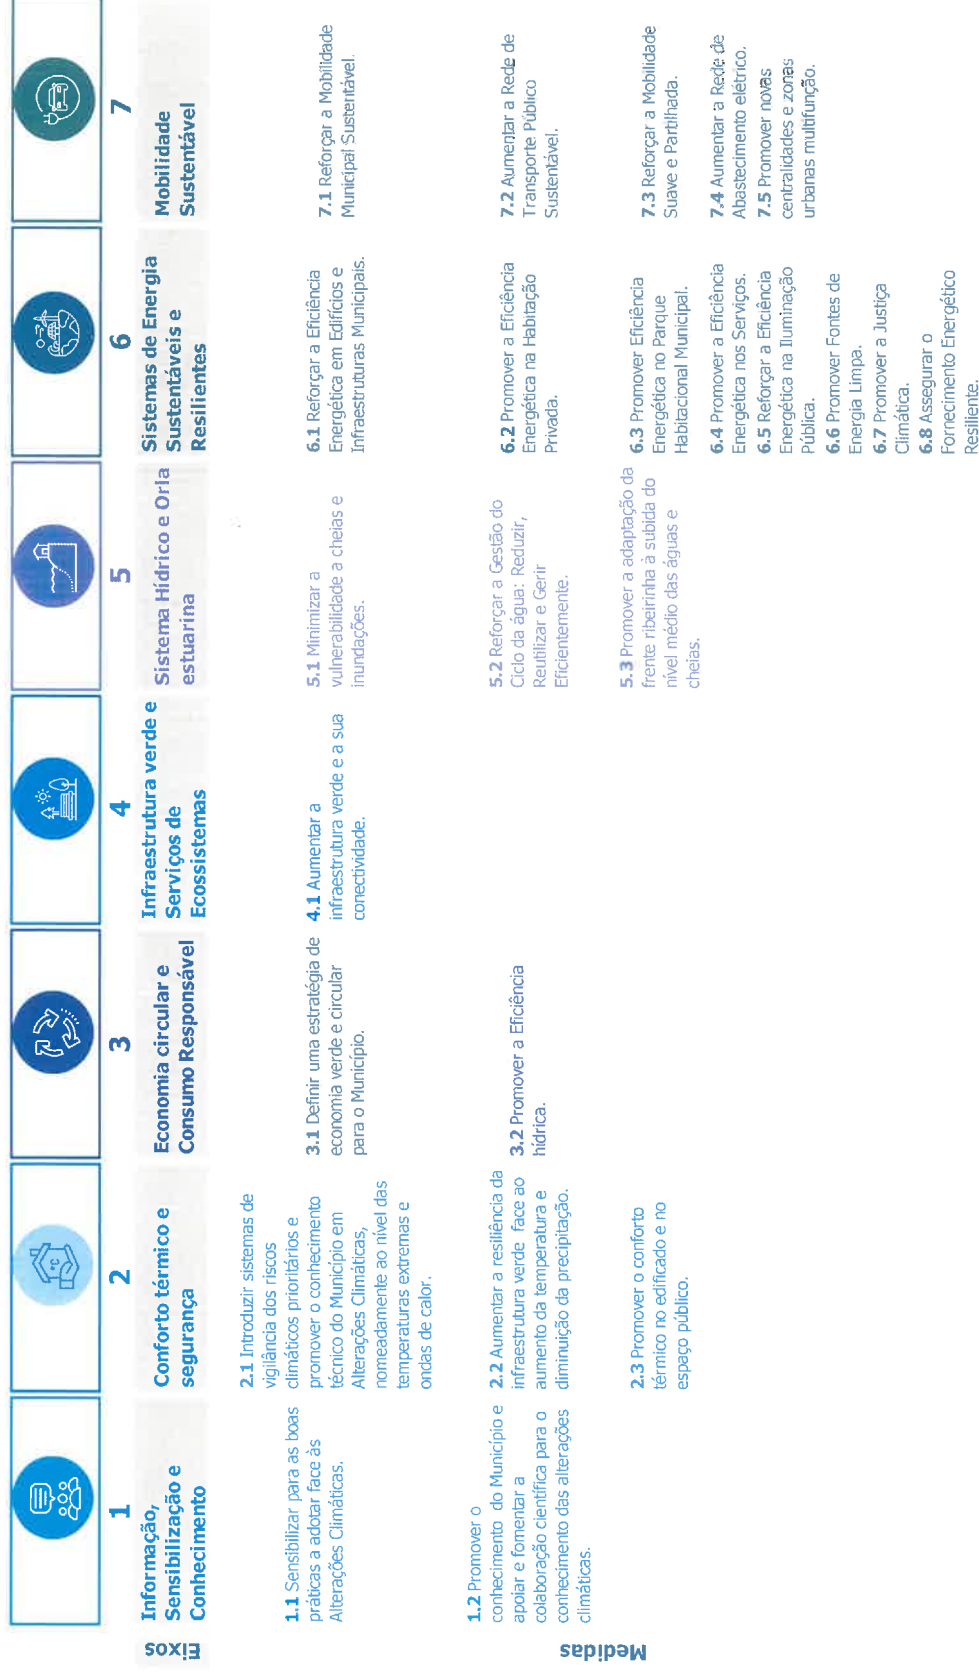 Eixos
1
Informação,
Sensibilização e
Conhecimento
2
Conforto térmico e
segurança
3
Economia circular e
Consumo Responsável
4
Infraestrutura verde e
Serviços de
Ecossistemas
5
Sistema Hídrico e Orla
estuarina
6
Sistemas de Energia
Sustentáveis e
Resilientes
7
Mobilidade
Sustentável
Medidas
1.1 Sensibilizar para as boas
práticas a adotar face às
Alterações Climáticas.
1.2 Promover o
conhecimento do Município e
apoiar e fomentar a
colaboração científica para o
conhecimento das alterações
climáticas.
2.1 Introduzir sistemas de
vigilância dos riscos
climáticos prioritários e
promover o conhecimento
técnico do Município em
Alterações Climáticas,
nomeadamente ao nível das
temperaturas extremas e
ondas de calor.
2.2 Aumentar a resiliência da
infraestrutura verde face ao
aumento da temperatura e
diminuição da precipitação.
2.3 Promover o conforto
térmico no edificado e no
espaço público.
3.1 Definir uma estratégia de
economia verde e circular
para o Município.
3.2 Promover a Eficiência
hídrica.
4.1 Aumentar a
infraestrutura verde e a sua
conectividade.
5.1 Minimizar a
vulnerabilidade a cheias e
inundações.
5.2 Reforçar a Gestão do
Ciclo da água: Reduzir,
Reutilizar e Gerir
Eficientemente.
5.3 Promover a adaptação da
frente ribeirinha à subida do
nível médio das águas e
cheias.
6.1 Reforçar a Eficiência
Energética em Edifícios e
Infraestruturas Municipais.
6.2 Promover a Eficiência
Energética na Habitação
Privada.
6.3 Promover Eficiência
Energética no Parque
Habitacional Municipal.
6.4 Promover a Eficiência
Energética nos Serviços.
6.5 Reforçar a Eficiência
Energética na Iluminação
Pública.
6.6 Promover Fontes de
Energia Limpa.
6.7 Promover a Justiça
Climática.
6.8 Assegurar o
Fornecimento Energético
Resiliente.
7.1 Reforçar a Mobilidade
Municipal Sustentável.
7.2 Aumentar a Rede de
Transporte Público
Sustentável.
7.3 Reforçar a Mobilidade
Suave e Partilhada.
7.4 Aumentar a Rede de
Abastecimento elétrico.
7.5 Promover novas
centralidades e zonas
urbanas multifunção.